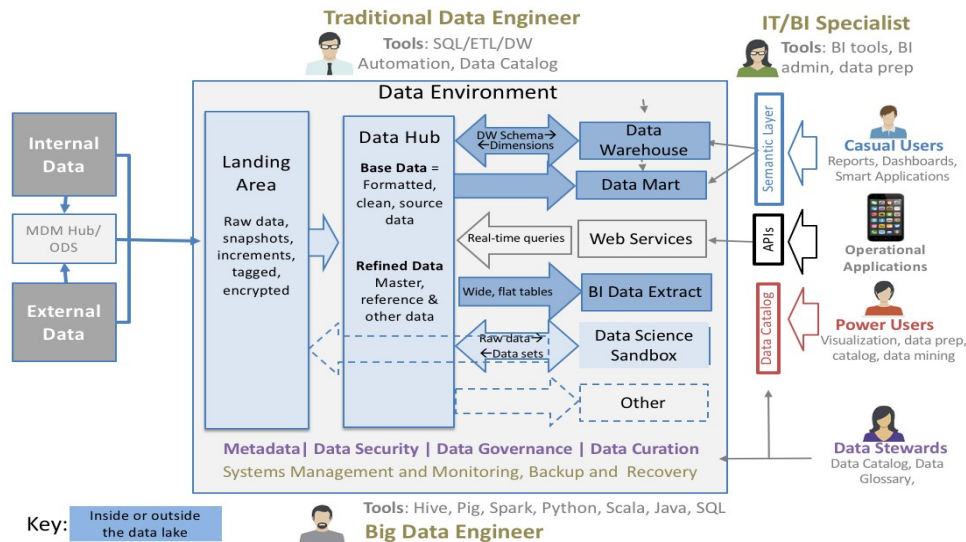 Traditional Data Engineer
Tools: SQL/ETL/DW
Automation, Data Catalog
IT/BI Specialist
Tools: BI tools, BI
admin, data prep
Data Environment
Internal
Data
MDM Hub/
ODS
External
Data
Landing
Area
Raw data,
snapshots,
increments,
tagged,
encrypted
Data Hub
Base Data =
Formatted,
clean, source
data
Refined Data
Master,
reference &
other data
DW Schema→
←Dimensions
Data
Warehouse
Data Mart
Real-time queries
Web Services
Wide, flat tables
BI Data Extract
Raw data→
←Data sets
Data Science
Sandbox
Other
Semantic Layer
APIs
Data Catalog
Casual Users
Reports, Dashboards,
Smart Applications
Operational
Applications
Power Users
Visualization, data prep,
catalog, data mining
Data Stewards
Data Catalog, Data
Glossary,
Metadata| Data Security | Data Governance | Data Curation
Systems Management and Monitoring, Backup and Recovery
Key:
Inside or outside
the data lake
Tools: Hive, Pig, Spark, Python, Scala, Java, SQL
Big Data Engineer